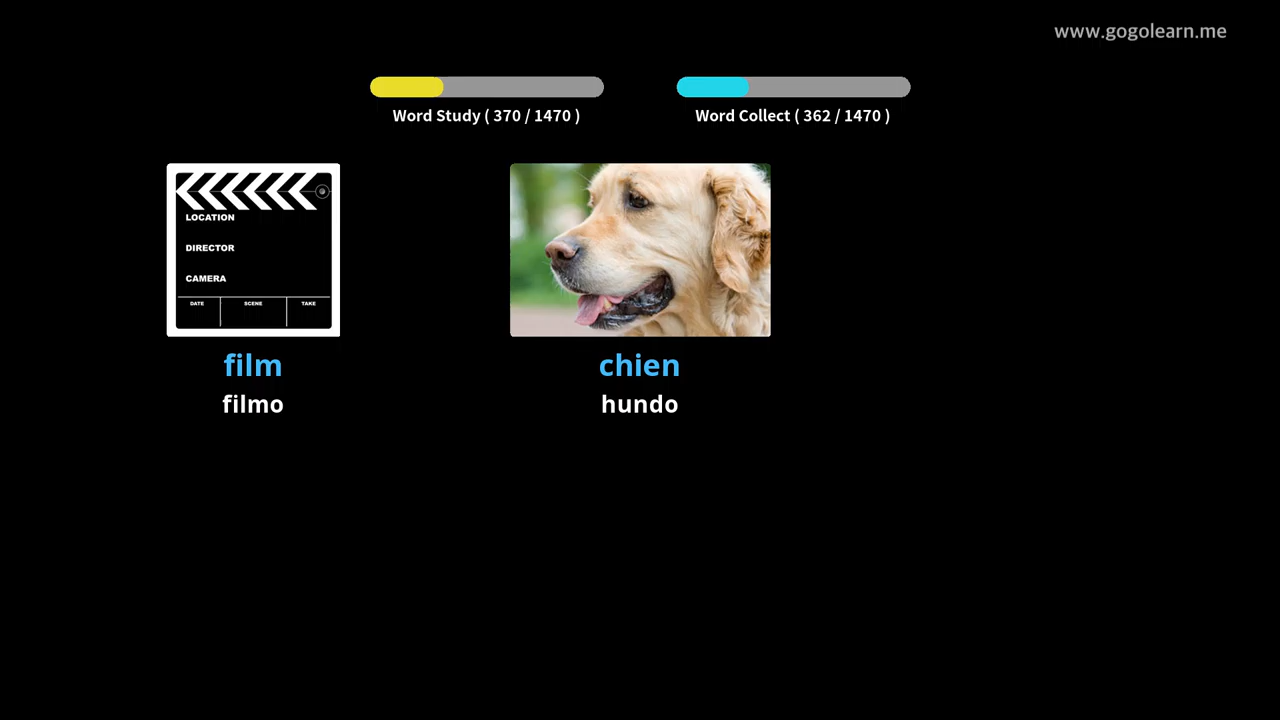 www.gogolearn.me
Word Study ( 370 / 1470 )
Word Collect ( 362 / 1470 )
LOCATION
DIRECTOR
CAMERA
DATE SCENE TAKE
film
filmo
chien
hundo